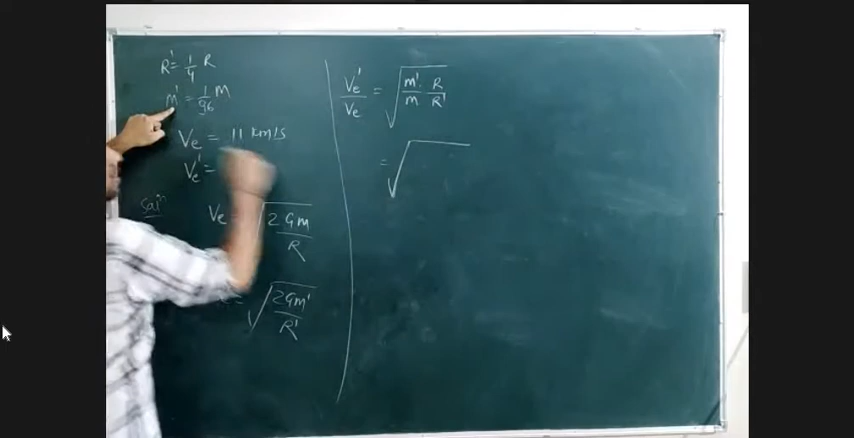 R' = 1/4 R
m' = 1/96 M
Ve = 11 km/s
Ve' =
Sol^n
Ve = √(2Gm/R)
= √(2Gm'/R')
Ve'/Ve = √(m'/m · R/R')
= √